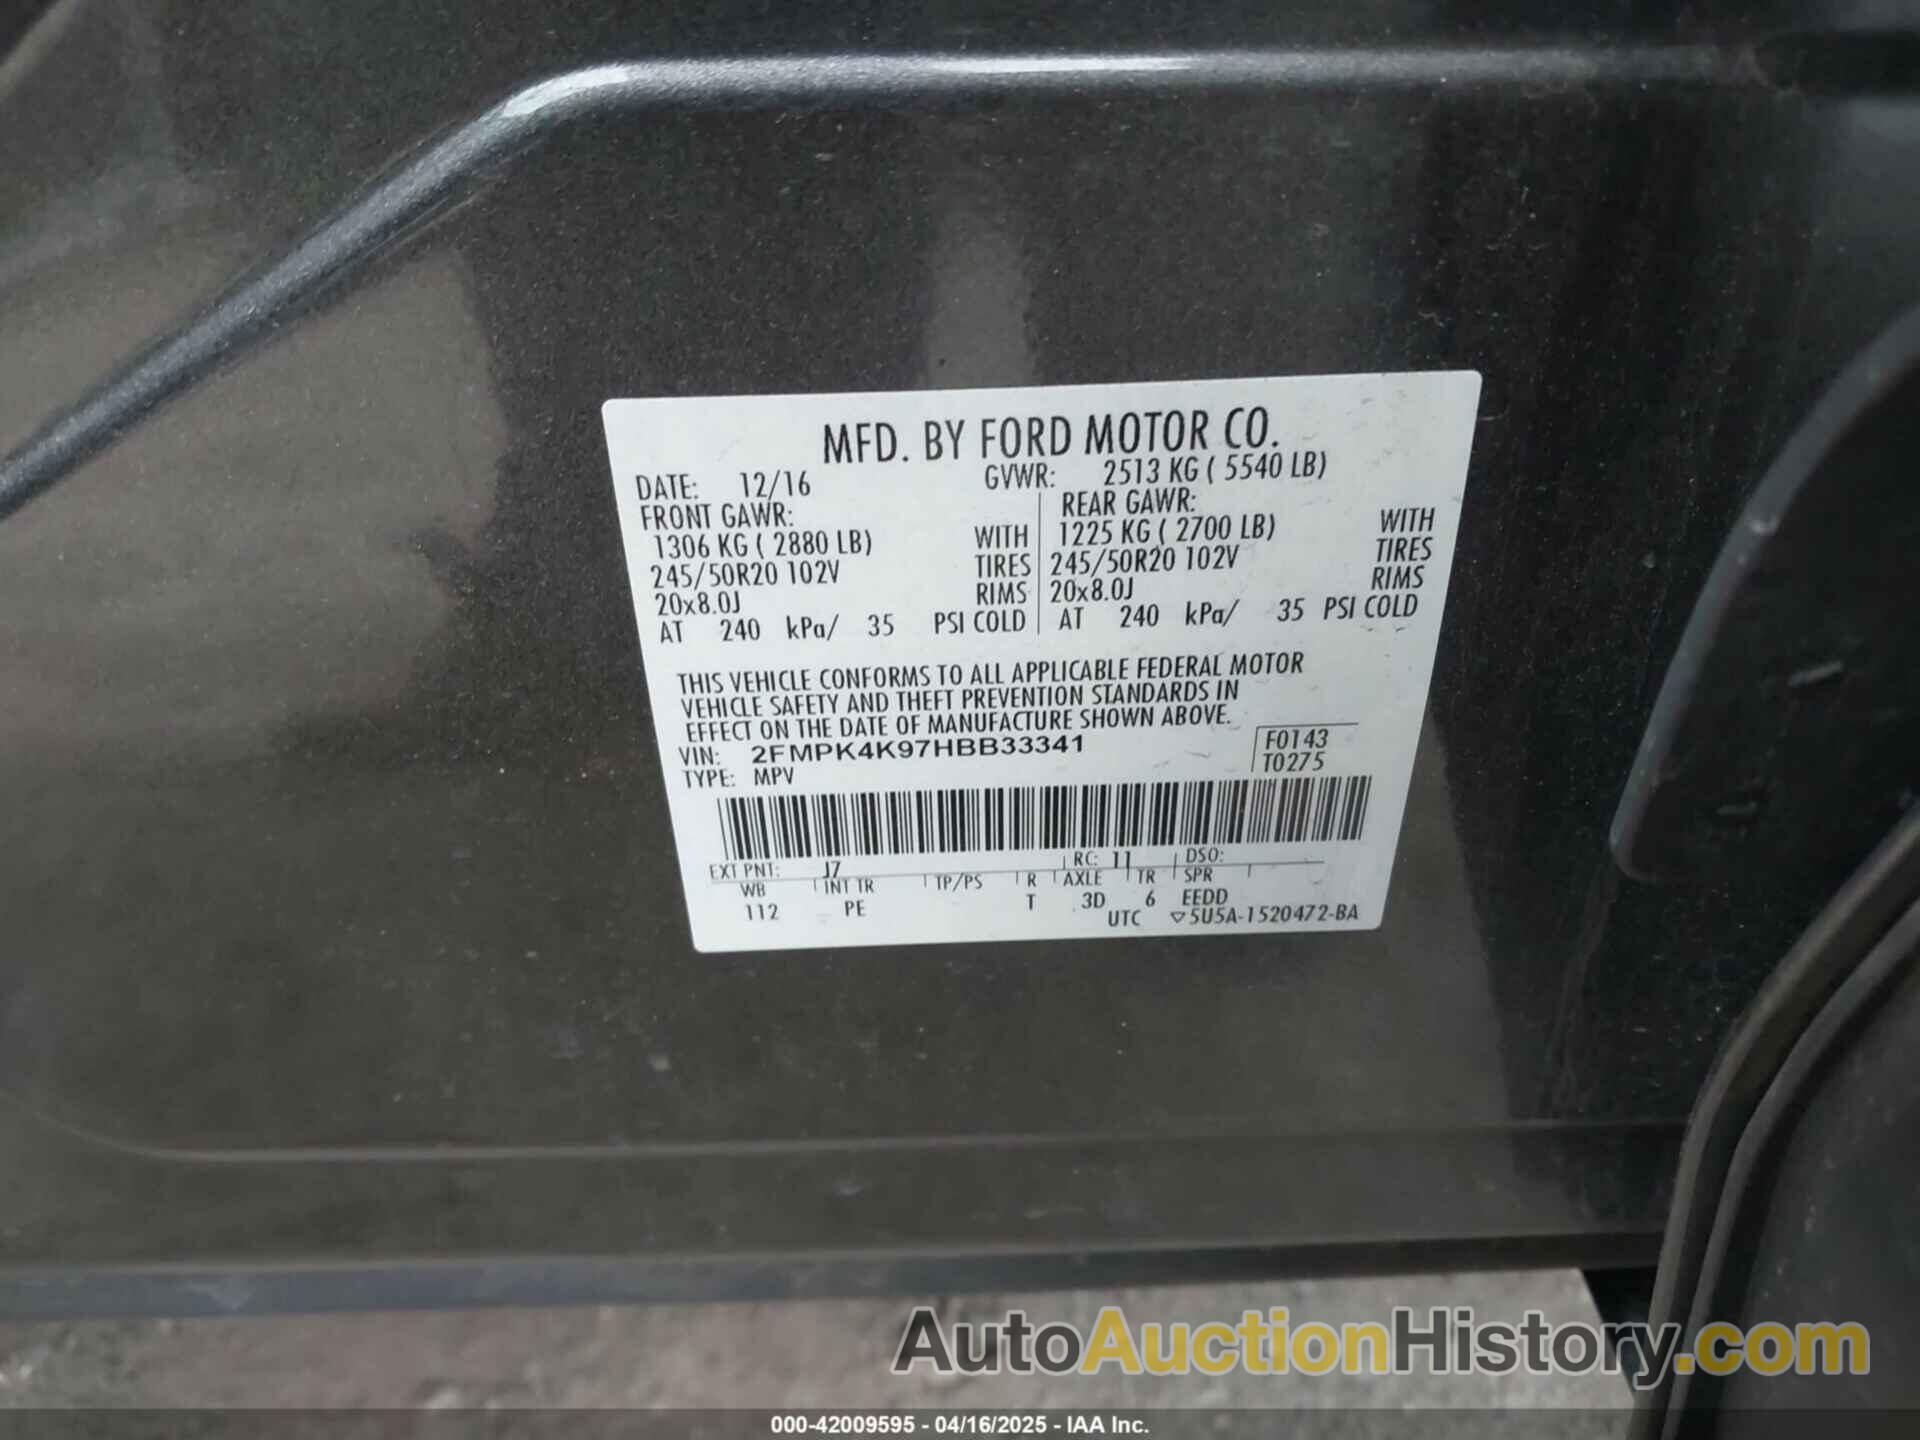 MFD. BY FORD MOTOR CO.
DATE: 12/16 GVWR: 2513 KG ( 5540 LB)
FRONT GAWR: REAR GAWR:
1306 KG ( 2880 LB) WITH 1225 KG ( 2700 LB) WITH
245/50R20 102V TIRES 245/50R20 102V TIRES
20x8.0J RIMS 20x8.0J RIMS
AT 240 kPa/ 35 PSI COLD AT 240 kPa/ 35 PSI COLD
THIS VEHICLE CONFORMS TO ALL APPLICABLE FEDERAL MOTOR
VEHICLE SAFETY AND THEFT PREVENTION STANDARDS IN
EFFECT ON THE DATE OF MANUFACTURE SHOWN ABOVE.
VIN: 2FMPK4K97HBB33341 F0143
TYPE: MPV T0275
EXT PNT: J7 RC: 11 DSO:
WB INT TR TP/PS R AXLE TR SPR
112 PE T 3D 6 EEDD
UTC ▽5U5A-1520472-BA
AutoAuctionHistory.com
000-42009595 - 04/16/2025 - IAA Inc.